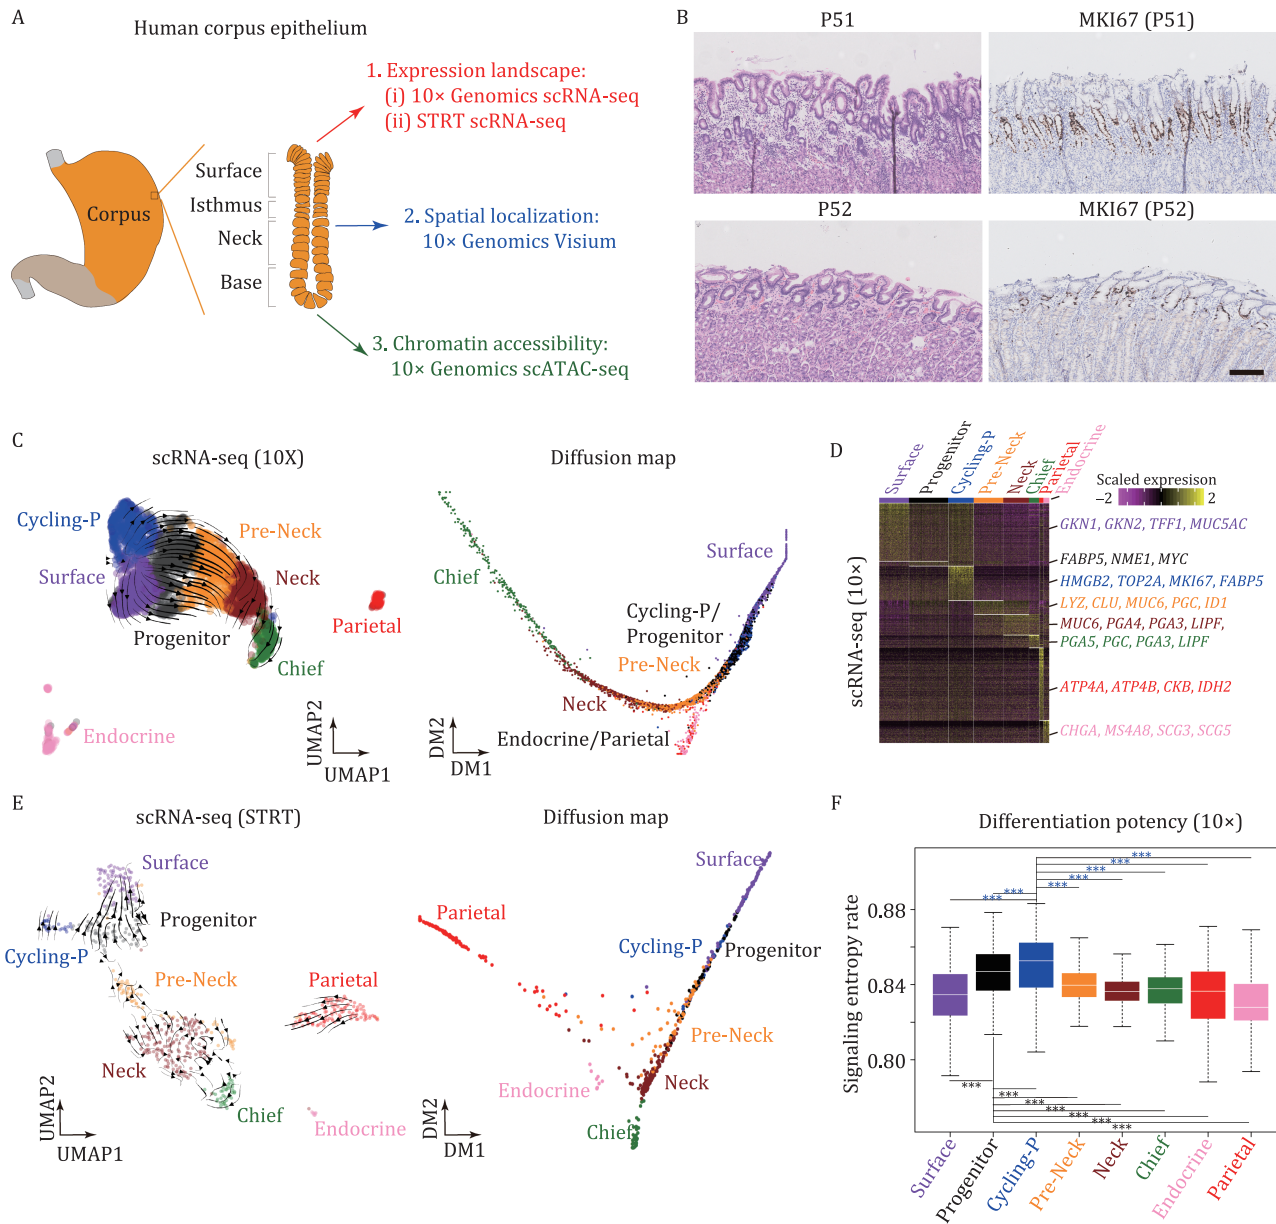 A
Human corpus epithelium
1. Expression landscape:
(i) 10× Genomics scRNA-seq
(ii) STRT scRNA-seq
Surface
Isthmus
Neck
Base
Corpus
2. Spatial localization:
10× Genomics Visium
3. Chromatin accessibility:
10× Genomics scATAC-seq
B
P51
MKI67 (P51)
P52
MKI67 (P52)
C
scRNA-seq (10X)
Cycling-P
Pre-Neck
Surface
Neck
Progenitor
Parietal
Chief
Endocrine
UMAP2
UMAP1
Diffusion map
Surface
Chief
Cycling-P/
Progenitor
Pre-Neck
Neck
Endocrine/Parietal
DM2
DM1
D
Surface
Progenitor
Cycling-P
Pre-Neck
Neck
Chief
Parietal
Endocrine
Scaled expresison
–2
2
scRNA-seq (10×)
GKN1, GKN2, TFF1, MUC5AC
FABP5, NME1, MYC
HMGB2, TOP2A, MKI67, FABP5
LYZ, CLU, MUC6, PGC, ID1
MUC6, PGA4, PGA3, LIPF,
PGA5, PGC, PGA3, LIPF
ATP4A, ATP4B, CKB, IDH2
CHGA, MS4A8, SCG3, SCG5
E
scRNA-seq (STRT)
Surface
Progenitor
Cycling-P
Pre-Neck
Parietal
Neck
Chief
Endocrine
UMAP2
UMAP1
Diffusion map
Surface
Parietal
Cycling-P
Progenitor
Pre-Neck
Endocrine
Neck
Chief
DM2
DM1
F
Differentiation potency (10×)
Signaling entropy rate
0.88
0.84
0.80
***
***
***
***
***
***
***
***
***
***
***
***
***
Surface
Progenitor
Cycling-P
Pre-Neck
Neck
Chief
Endocrine
Parietal